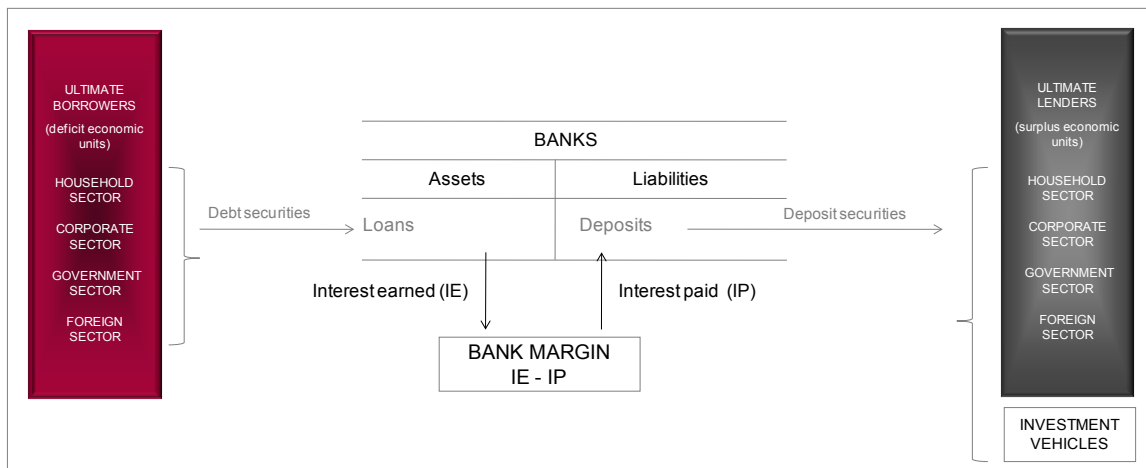 ULTIMATE
BORROWERS
(deficit economic
units)
HOUSEHOLD
SECTOR
CORPORATE
SECTOR
GOVERNMENT
SECTOR
FOREIGN
SECTOR
Debt securities
BANKS
Assets
Liabilities
Loans
Deposits
Interest earned (IE)
Interest paid (IP)
BANK MARGIN
IE - IP
Deposit securities
ULTIMATE
LENDERS
(surplus economic
units)
HOUSEHOLD
SECTOR
CORPORATE
SECTOR
GOVERNMENT
SECTOR
FOREIGN
SECTOR
INVESTMENT
VEHICLES